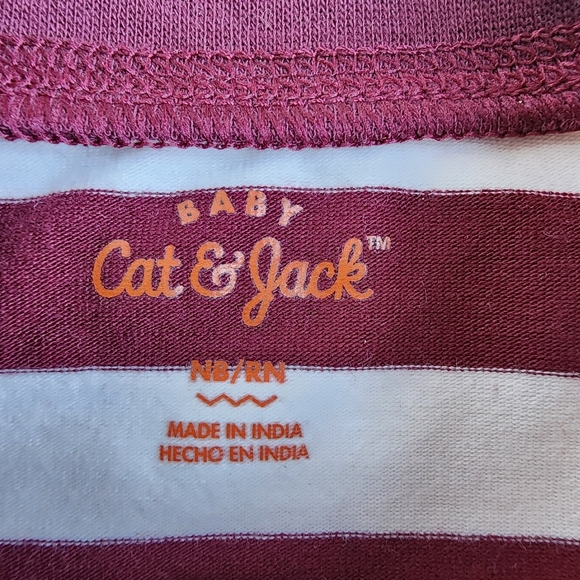 BABY
Cat & Jack™
NB/RN
MADE IN INDIA
HECHO EN INDIA